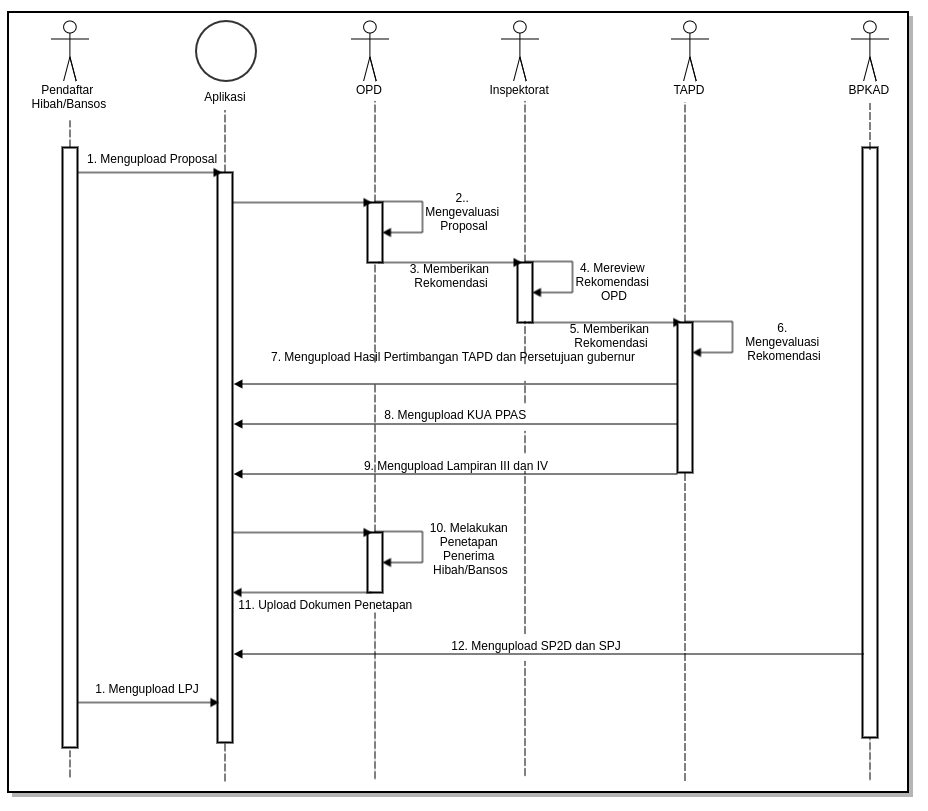 Pendaftar
Hibah/Bansos
Aplikasi
OPD
Inspektorat
TAPD
BPKAD
1. Mengupload Proposal
2..
Mengevaluasi
Proposal
3. Memberikan
Rekomendasi
4. Mereview
Rekomendasi
OPD
5. Memberikan
Rekomendasi
6.
Mengevaluasi
Rekomendasi
7. Mengupload Hasil Pertimbangan TAPD dan Persetujuan gubernur
8. Mengupload KUA PPAS
9. Mengupload Lampiran III dan IV
10. Melakukan
Penetapan
Penerima
Hibah/Bansos
11. Upload Dokumen Penetapan
12. Mengupload SP2D dan SPJ
1. Mengupload LPJ